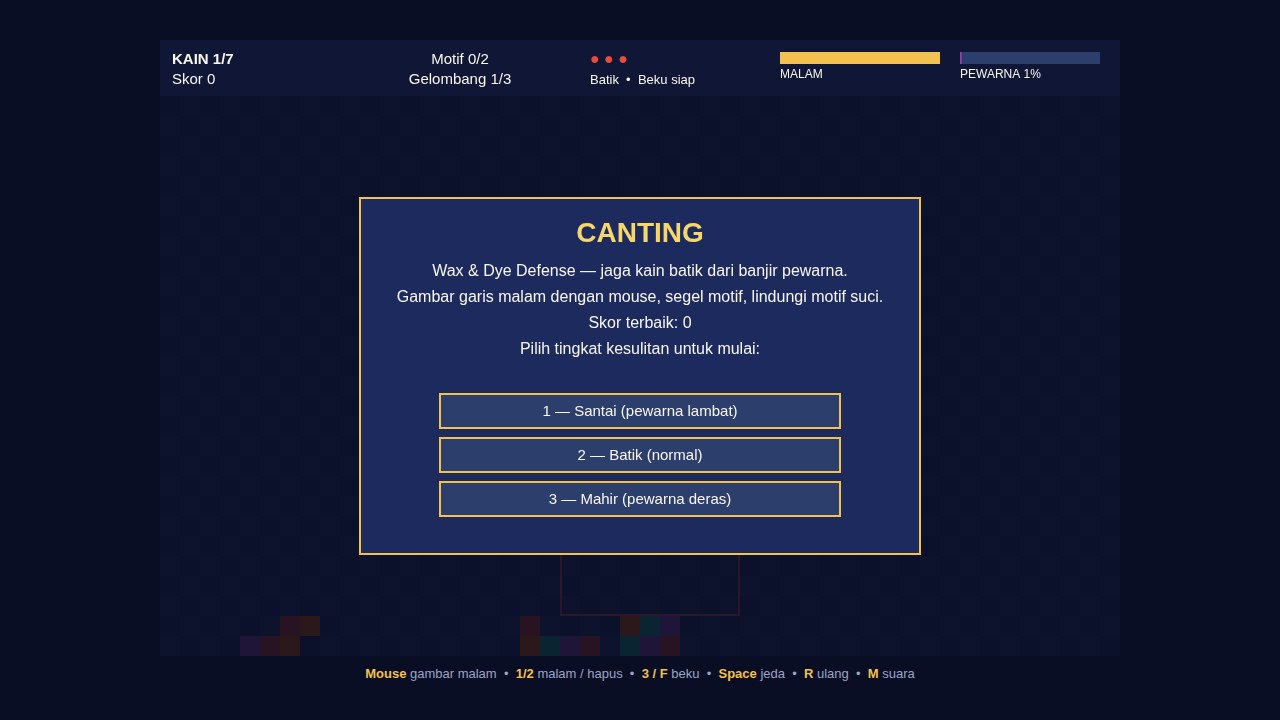 KAIN 1/7
Skor 0
Motif 0/2
Gelombang 1/3
Batik • Beku siap
MALAM
PEWARNA 1%
CANTING
Wax & Dye Defense — jaga kain batik dari banjir pewarna.
Gambar garis malam dengan mouse, segel motif, lindungi motif suci.
Skor terbaik: 0
Pilih tingkat kesulitan untuk mulai:
1 — Santai (pewarna lambat)
2 — Batik (normal)
3 — Mahir (pewarna deras)
Mouse gambar malam • 1/2 malam / hapus • 3 / F beku • Space jeda • R ulang • M suara